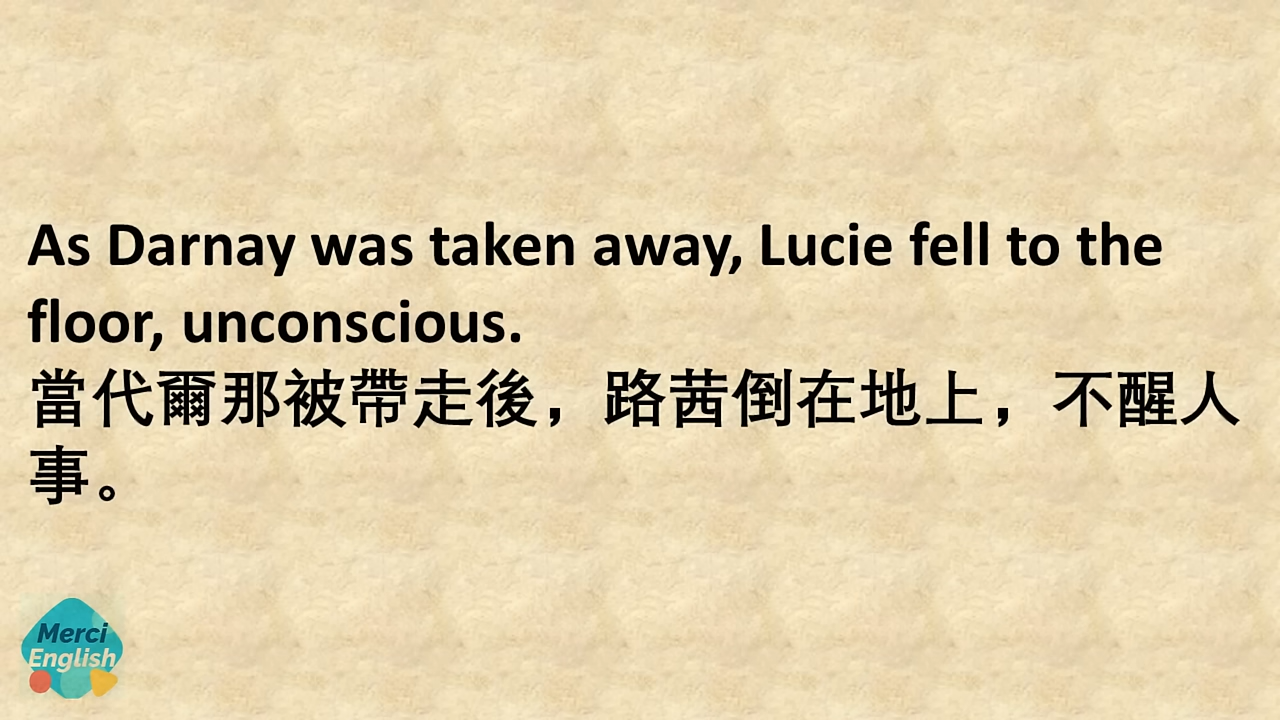 As Darnay was taken away, Lucie fell to the
floor, unconscious.
當代爾那被帶走後，路茜倒在地上，不醒人
事。
Merci
English